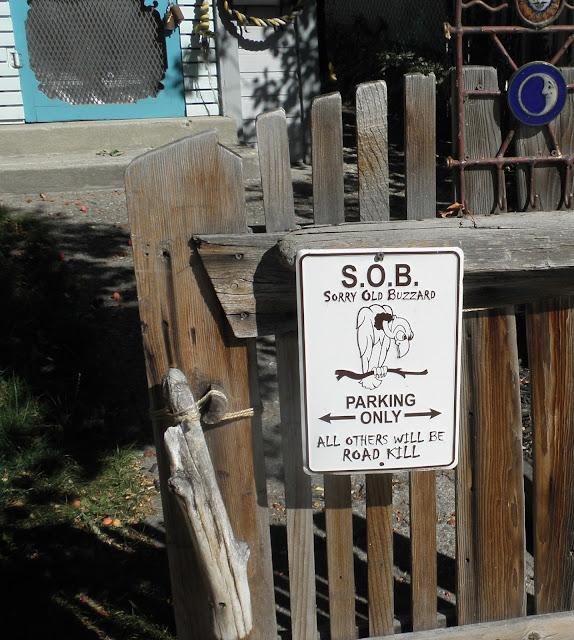 S.O.B.
SORRY OLD BUZZARD
PARKING
ONLY
ALL OTHERS WILL BE
ROAD KILL